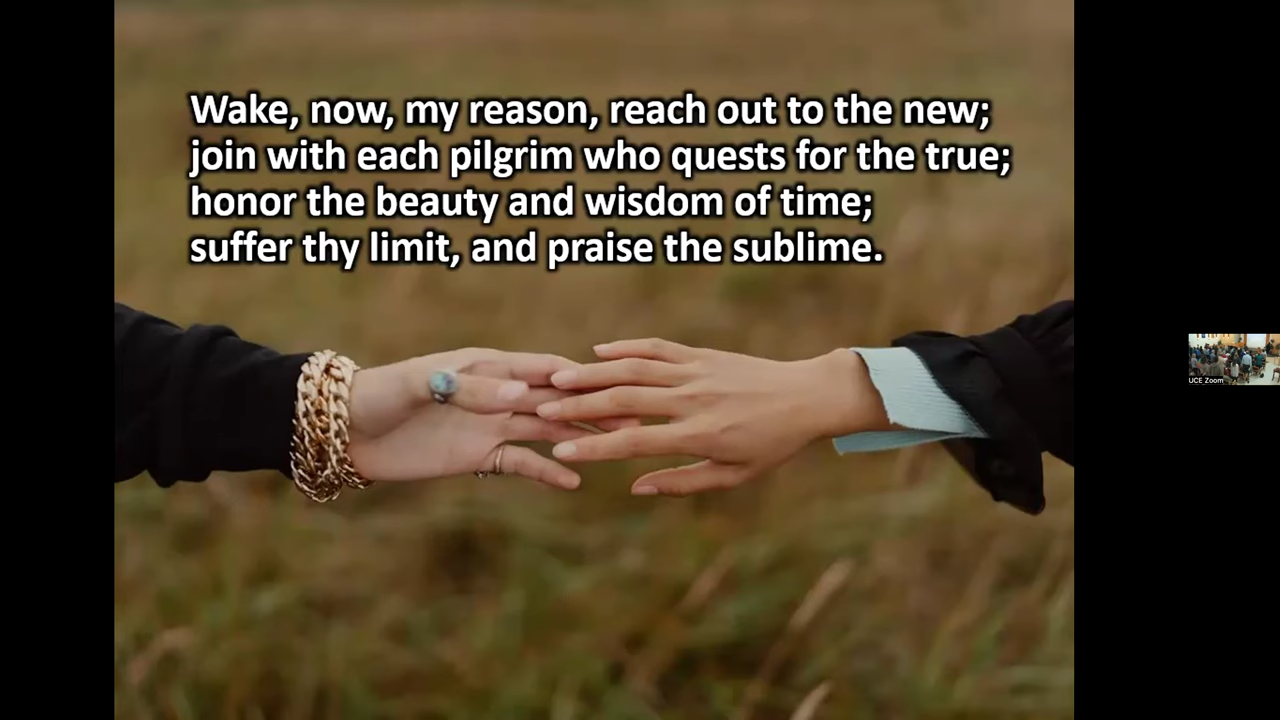 Wake, now, my reason, reach out to the new;
join with each pilgrim who quests for the true;
honor the beauty and wisdom of time;
suffer thy limit, and praise the sublime.
UCE Zoom